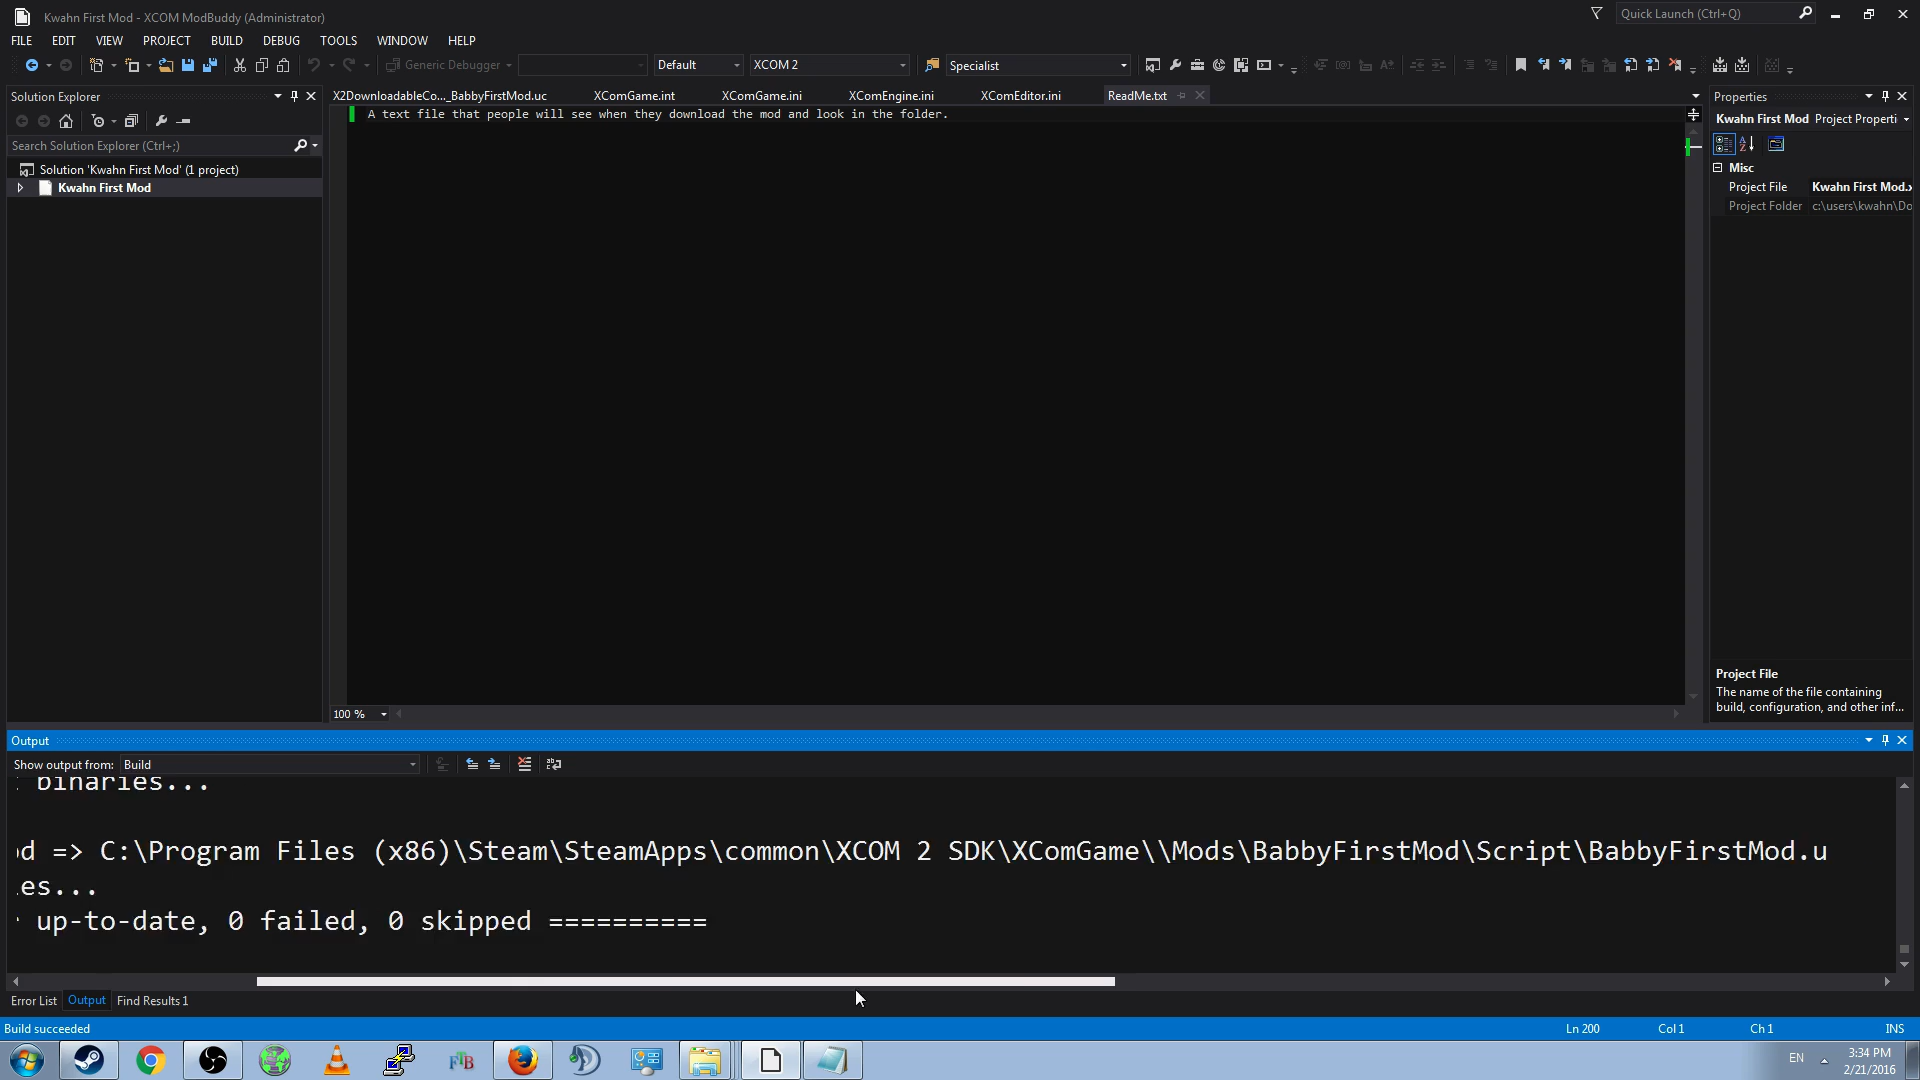 Kwahn First Mod - XCOM ModBuddy (Administrator)
Quick Launch (Ctrl+Q)
FILE EDIT VIEW PROJECT BUILD DEBUG TOOLS WINDOW HELP
Generic Debugger Default XCOM 2 Specialist
Solution Explorer
X2DownloadableCo..._BabbyFirstMod.uc XComGame.int XComGame.ini XComEngine.ini XComEditor.ini ReadMe.txt
Properties
A text file that people will see when they download the mod and look in the folder.
Kwahn First Mod Project Properti
Search Solution Explorer (Ctrl+;)
Solution 'Kwahn First Mod' (1 project)
Kwahn First Mod
Misc
Project File Kwahn First Mod.x
Project Folder c:\users\kwahn\Do
Project File
The name of the file containing
build, configuration, and other inf...
100 %
Output
Show output from: Build
binaries...
od => C:\Program Files (x86)\Steam\SteamApps\common\XCOM 2 SDK\XComGame\\Mods\BabbyFirstMod\Script\BabbyFirstMod.u
es...
up-to-date, 0 failed, 0 skipped ==========
Error List Output Find Results 1
Build succeeded Ln 200 Col 1 Ch 1 INS
FTB
EN
3:34 PM
2/21/2016